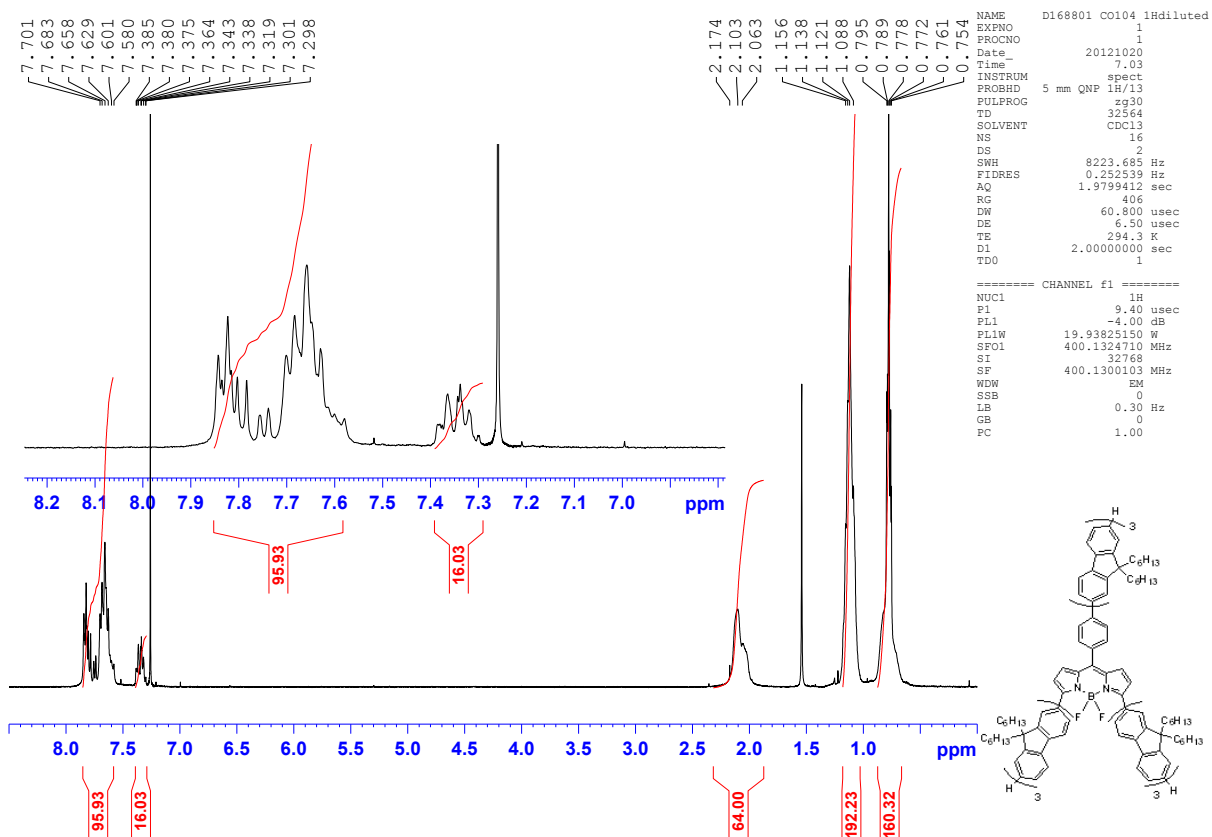 7.701
7.683
7.658
7.629
7.601
7.580
7.385
7.380
7.375
7.364
7.343
7.338
7.319
7.301
7.298
2.174
2.103
2.063
1.156
1.138
1.121
1.088
0.795
0.789
0.778
0.772
0.761
0.754
NAME D168801 CO104 1Hdiluted
EXPNO 1
PROCNO 1
Date_ 20121020
Time 7.03
INSTRUM spect
PROBHD 5 mm QNP 1H/13
PULPROG zg30
TD 32564
SOLVENT CDCl3
NS 16
DS 2
SWH 8223.685 Hz
FIDRES 0.252539 Hz
AQ 1.9799412 sec
RG 406
DW 60.800 usec
DE 6.50 usec
TE 294.3 K
D1 2.00000000 sec
TD0 1
======== CHANNEL f1 ========
NUC1 1H
P1 9.40 usec
PL1 -4.00 dB
PL1W 19.93825150 W
SFO1 400.1324710 MHz
SI 32768
SF 400.1300103 MHz
WDW EM
SSB 0
LB 0.30 Hz
GB 0
PC 1.00
8.2 8.1 8.0 7.9 7.8 7.7 7.6 7.5 7.4 7.3 7.2 7.1 7.0 ppm
95.93
16.03
H
3
C6H13
C6H13
N B N
F F
C6H13
C6H13
C6H13
C6H13
H
3
H
3
8.0 7.5 7.0 6.5 6.0 5.5 5.0 4.5 4.0 3.5 3.0 2.5 2.0 1.5 1.0 ppm
95.93
16.03
64.00
192.23
160.32